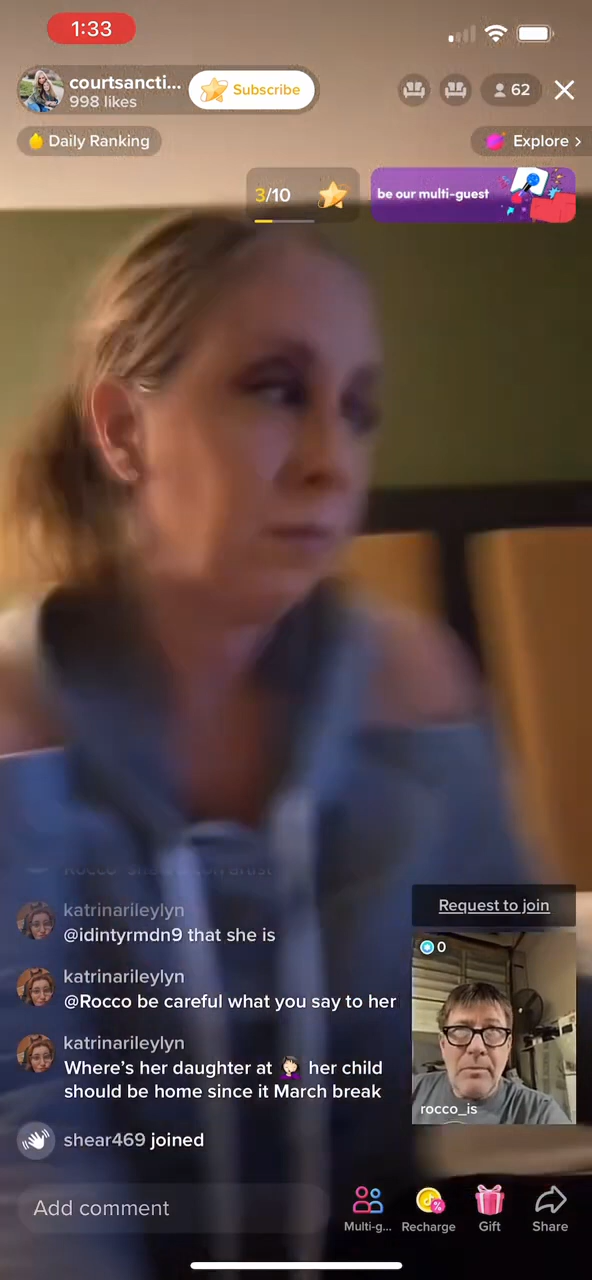 1:33
courtsancti...
998 likes
Subscribe
62
Daily Ranking
Explore >
3/10
be our multi-guest
Rocco
katrinarileylyn
@idintyrmdn9 that she is
katrinarileylyn
@Rocco be careful what you say to her
katrinarileylyn
Where's her daughter at 🤦🏻‍♀️ her child
should be home since it March break
shear469 joined
Request to join
0
rocco_is
Add comment
Multi-g...
Recharge
Gift
Share